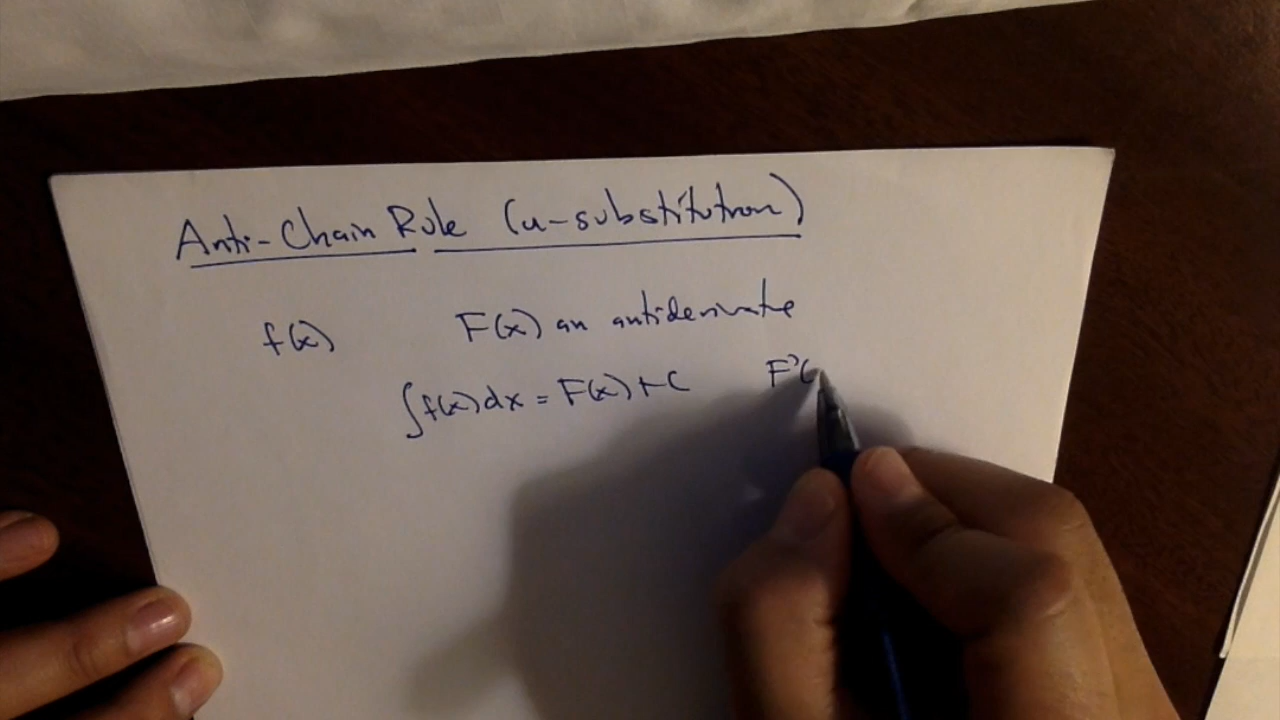 Anti-Chain Rule (u-substitution)
f(x) F(x) an antiderivative
∫f(x)dx = F(x)+C F'(